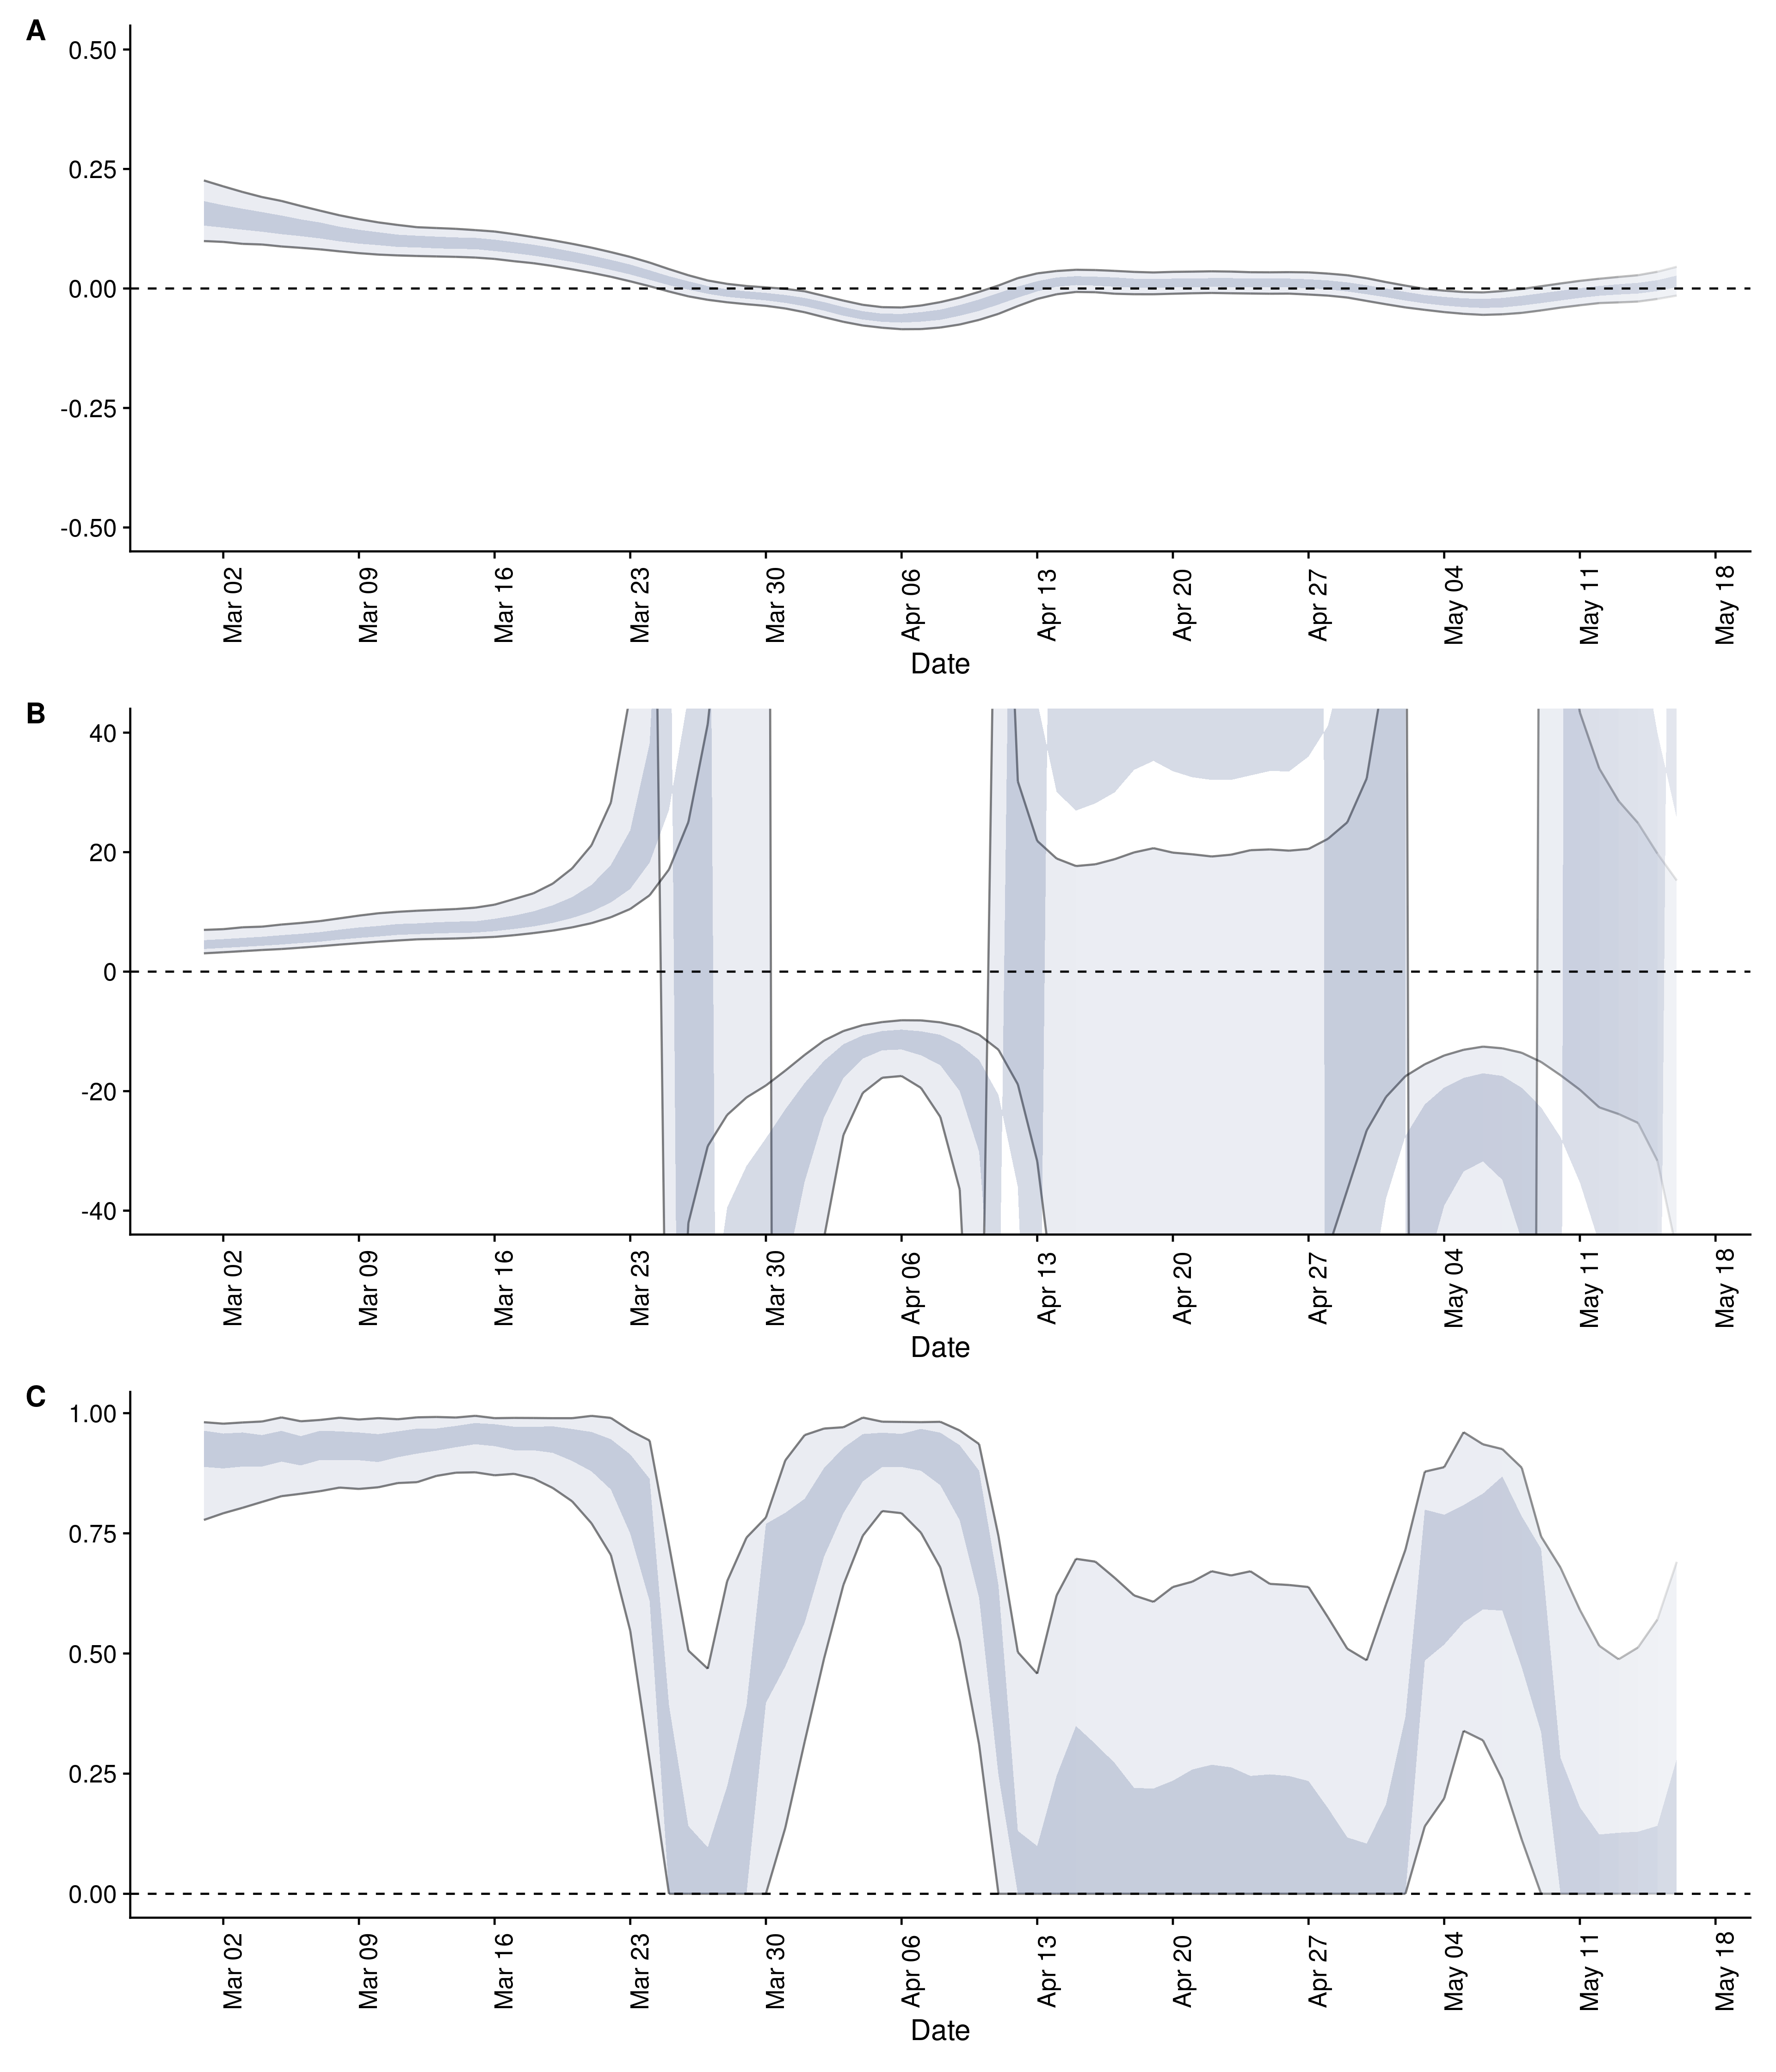 A
0.50
0.25
0.00
-0.25
-0.50
Mar 02
Mar 09
Mar 16
Mar 23
Mar 30
Apr 06
Apr 13
Apr 20
Apr 27
May 04
May 11
May 18
Date
B
40
20
0
-20
-40
Mar 02
Mar 09
Mar 16
Mar 23
Mar 30
Apr 06
Apr 13
Apr 20
Apr 27
May 04
May 11
May 18
Date
C
1.00
0.75
0.50
0.25
0.00
Mar 02
Mar 09
Mar 16
Mar 23
Mar 30
Apr 06
Apr 13
Apr 20
Apr 27
May 04
May 11
May 18
Date